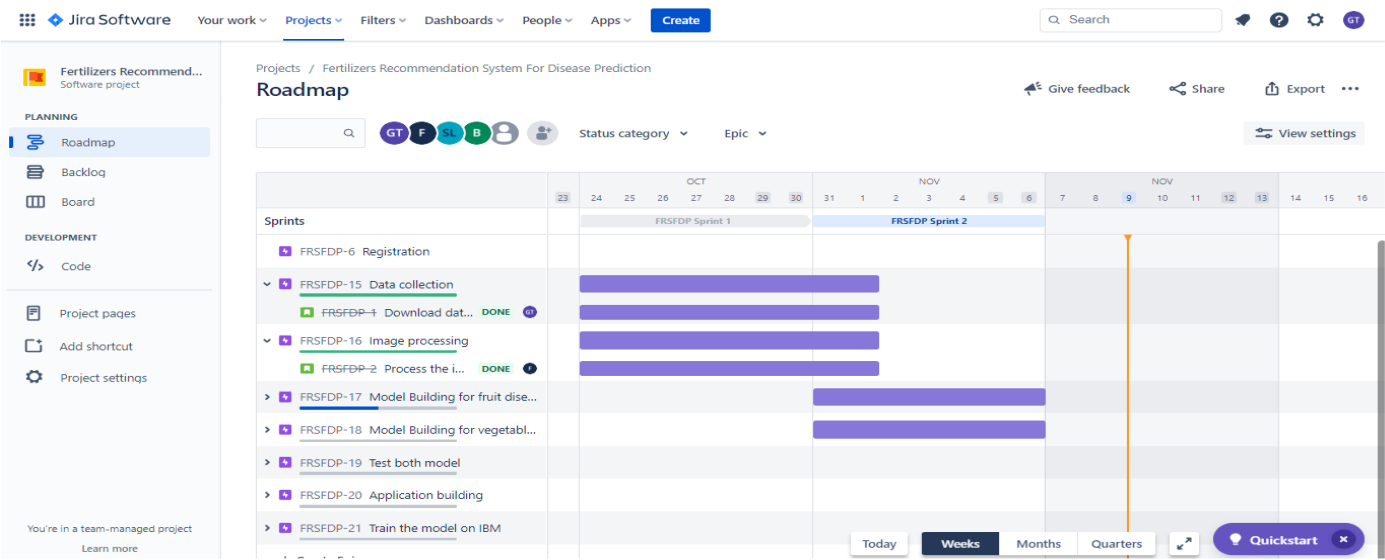 Jira Software Your work Projects Filters Dashboards People Apps Create Search GT
Fertilizers Recommend...
Software project
PLANNING
Roadmap
Backlog
Board
DEVELOPMENT
Code
Project pages
Add shortcut
Project settings
You're in a team-managed project
Learn more
Projects / Fertilizers Recommendation System For Disease Prediction
Roadmap
Give feedback Share Export
GT F SL B Status category Epic View settings
OCT NOV NOV
23 24 25 26 27 28 29 30 31 1 2 3 4 5 6 7 8 9 10 11 12 13 14 15 16
Sprints FRSFDP Sprint 1 FRSFDP Sprint 2
FRSFDP-6 Registration
FRSFDP-15 Data collection
FRSFDP-1 Download dat... DONE GT
FRSFDP-16 Image processing
FRSFDP-2 Process the i... DONE F
FRSFDP-17 Model Building for fruit dise...
FRSFDP-18 Model Building for vegetabl...
FRSFDP-19 Test both model
FRSFDP-20 Application building
FRSFDP-21 Train the model on IBM
Today Weeks Months Quarters Quickstart